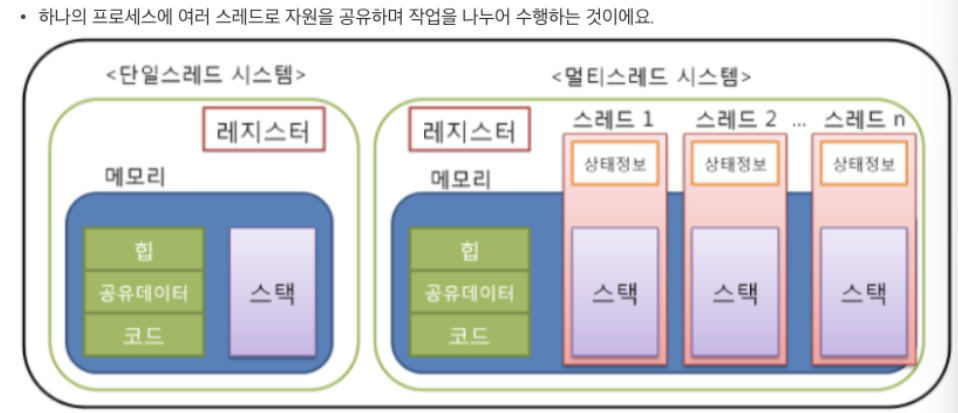 • 하나의 프로세스에 여러 스레드로 자원을 공유하며 작업을 나누어 수행하는 것이에요.
<단일스레드 시스템>
레지스터
메모리
힙
공유데이터
코드
스택
<멀티스레드 시스템>
레지스터
메모리
힙
공유데이터
코드
스레드 1
상태정보
스택
스레드 2
상태정보
스택
...
스레드 n
상태정보
스택